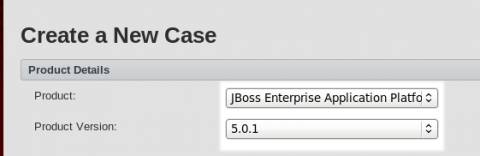 Create a New Case
Product Details
Product: JBoss Enterprise Application Platfo
Product Version: 5.0.1